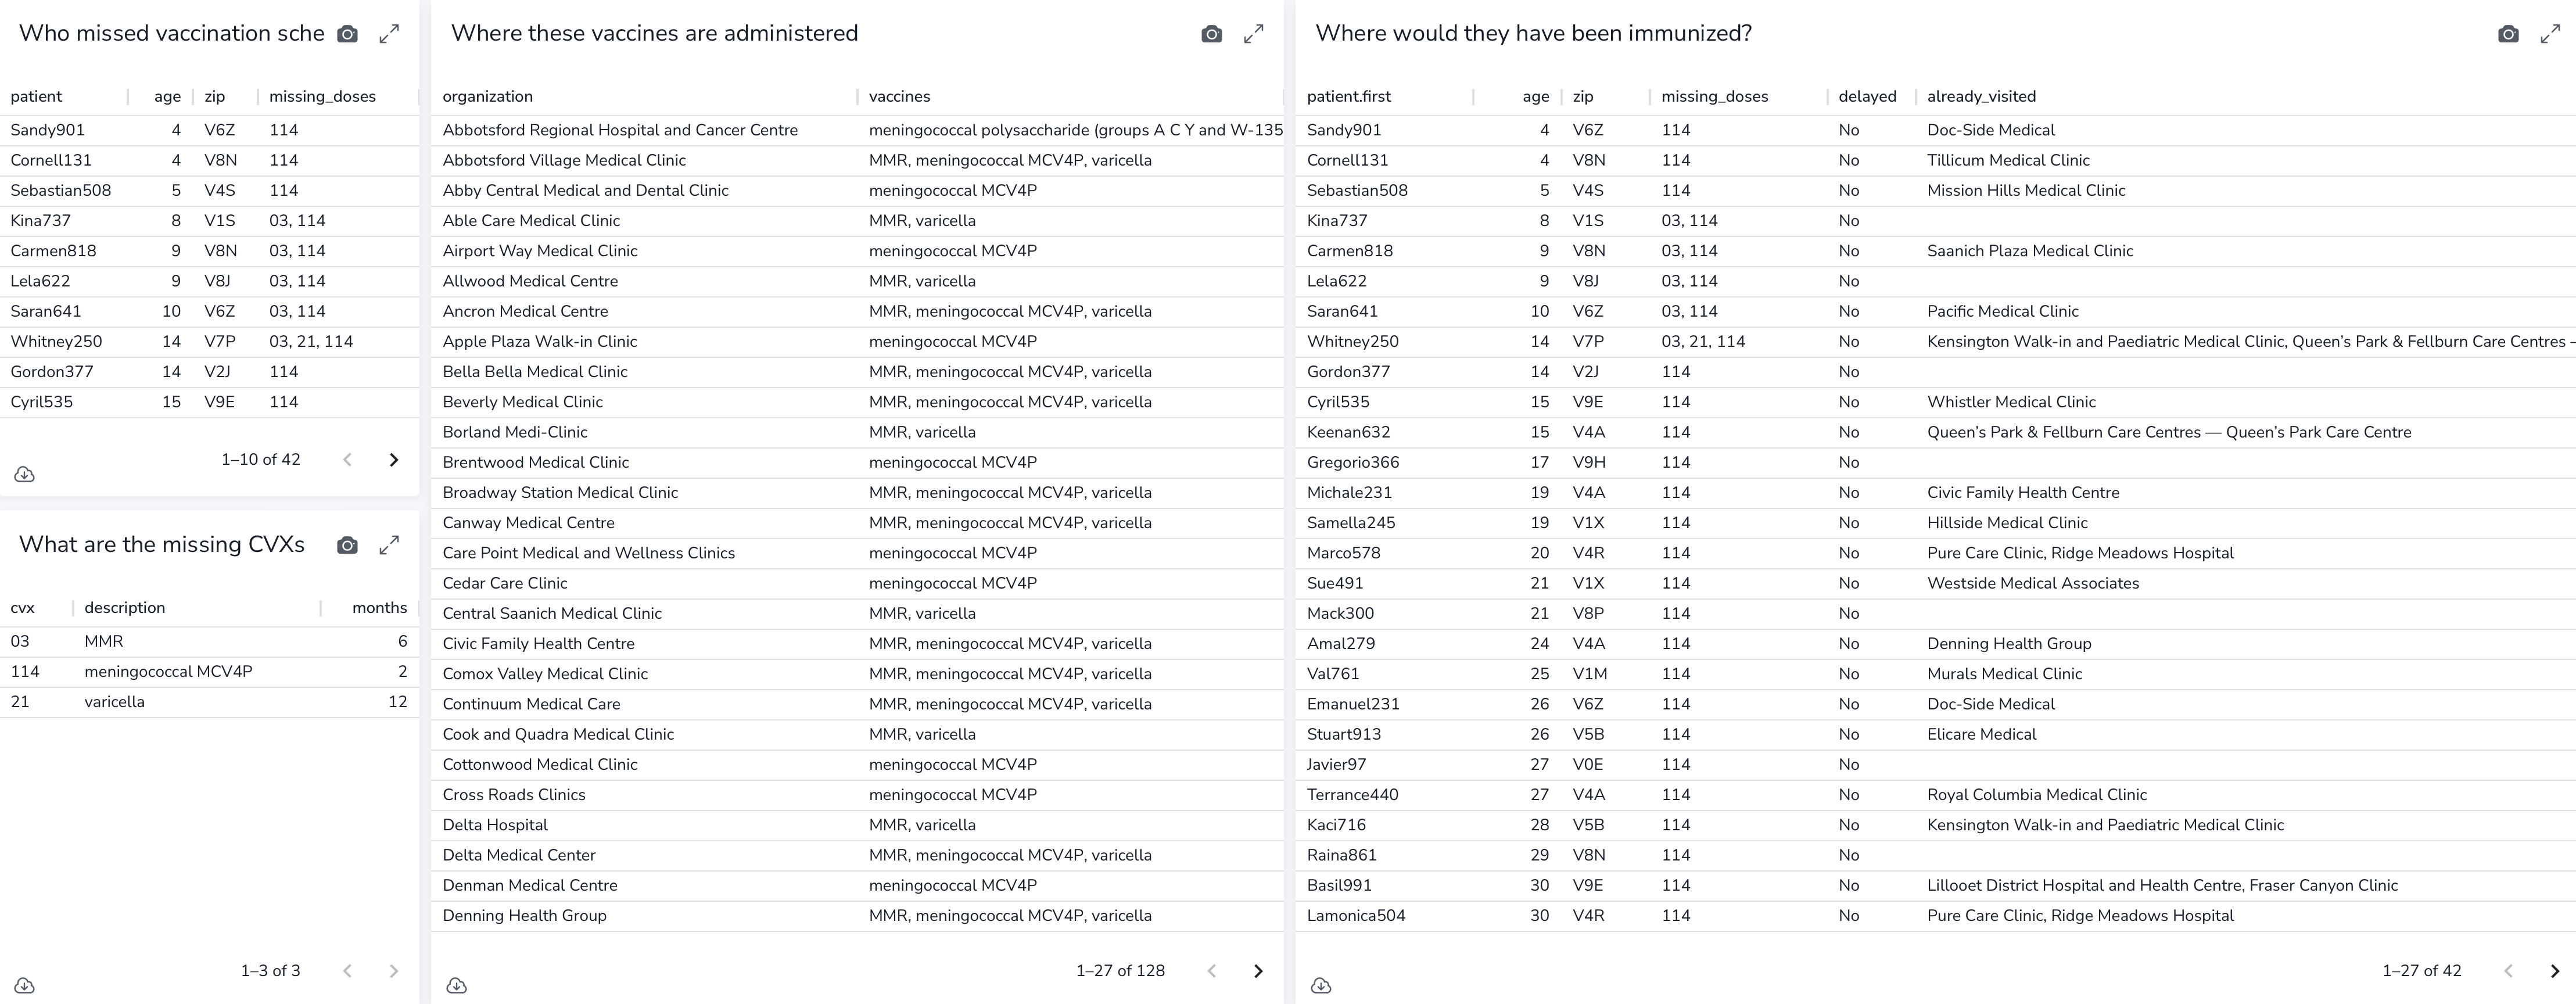 Who missed vaccination sche
patient age zip missing_doses
Sandy901 4 V6Z 114
Cornell131 4 V8N 114
Sebastian508 5 V4S 114
Kina737 8 V1S 03, 114
Carmen818 9 V8N 03, 114
Lela622 9 V8J 03, 114
Saran641 10 V6Z 03, 114
Whitney250 14 V7P 03, 21, 114
Gordon377 14 V2J 114
Cyril535 15 V9E 114
1–10 of 42
What are the missing CVXs
cvx description months
03 MMR 6
114 meningococcal MCV4P 2
21 varicella 12
1–3 of 3
Where these vaccines are administered
organization vaccines
Abbotsford Regional Hospital and Cancer Centre meningococcal polysaccharide (groups A C Y and W-135
Abbotsford Village Medical Clinic MMR, meningococcal MCV4P, varicella
Abby Central Medical and Dental Clinic meningococcal MCV4P
Able Care Medical Clinic MMR, varicella
Airport Way Medical Clinic meningococcal MCV4P
Allwood Medical Centre MMR, varicella
Ancron Medical Centre MMR, meningococcal MCV4P, varicella
Apple Plaza Walk-in Clinic meningococcal MCV4P
Bella Bella Medical Clinic MMR, meningococcal MCV4P, varicella
Beverly Medical Clinic MMR, meningococcal MCV4P, varicella
Borland Medi-Clinic MMR, varicella
Brentwood Medical Clinic meningococcal MCV4P
Broadway Station Medical Clinic MMR, meningococcal MCV4P, varicella
Canway Medical Centre MMR, meningococcal MCV4P, varicella
Care Point Medical and Wellness Clinics meningococcal MCV4P
Cedar Care Clinic meningococcal MCV4P
Central Saanich Medical Clinic MMR, varicella
Civic Family Health Centre MMR, meningococcal MCV4P, varicella
Comox Valley Medical Clinic MMR, meningococcal MCV4P, varicella
Continuum Medical Care MMR, meningococcal MCV4P, varicella
Cook and Quadra Medical Clinic MMR, varicella
Cottonwood Medical Clinic meningococcal MCV4P
Cross Roads Clinics meningococcal MCV4P
Delta Hospital MMR, varicella
Delta Medical Center MMR, meningococcal MCV4P, varicella
Denman Medical Centre meningococcal MCV4P
Denning Health Group MMR, meningococcal MCV4P, varicella
1–27 of 128
Where would they have been immunized?
patient.first age zip missing_doses delayed already_visited
Sandy901 4 V6Z 114 No Doc-Side Medical
Cornell131 4 V8N 114 No Tillicum Medical Clinic
Sebastian508 5 V4S 114 No Mission Hills Medical Clinic
Kina737 8 V1S 03, 114 No
Carmen818 9 V8N 03, 114 No Saanich Plaza Medical Clinic
Lela622 9 V8J 03, 114 No
Saran641 10 V6Z 03, 114 No Pacific Medical Clinic
Whitney250 14 V7P 03, 21, 114 No Kensington Walk-in and Paediatric Medical Clinic, Queen’s Park & Fellburn Care Centres —
Gordon377 14 V2J 114 No
Cyril535 15 V9E 114 No Whistler Medical Clinic
Keenan632 15 V4A 114 No Queen’s Park & Fellburn Care Centres — Queen’s Park Care Centre
Gregorio366 17 V9H 114 No
Michale231 19 V4A 114 No Civic Family Health Centre
Samella245 19 V1X 114 No Hillside Medical Clinic
Marco578 20 V4R 114 No Pure Care Clinic, Ridge Meadows Hospital
Sue491 21 V1X 114 No Westside Medical Associates
Mack300 21 V8P 114 No
Amal279 24 V4A 114 No Denning Health Group
Val761 25 V1M 114 No Murals Medical Clinic
Emanuel231 26 V6Z 114 No Doc-Side Medical
Stuart913 26 V5B 114 No Elicare Medical
Javier97 27 V0E 114 No
Terrance440 27 V4A 114 No Royal Columbia Medical Clinic
Kaci716 28 V5B 114 No Kensington Walk-in and Paediatric Medical Clinic
Raina861 29 V8N 114 No
Basil991 30 V9E 114 No Lillooet District Hospital and Health Centre, Fraser Canyon Clinic
Lamonica504 30 V4R 114 No Pure Care Clinic, Ridge Meadows Hospital
1–27 of 42